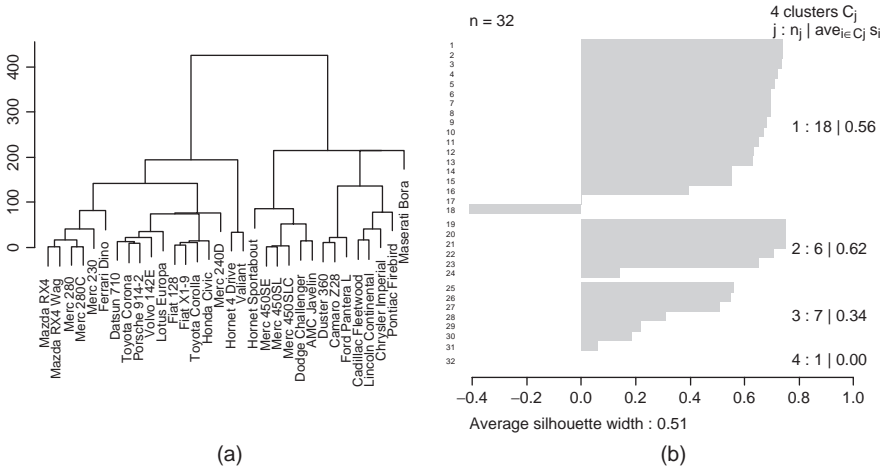 400
300
200
100
0
Mazda RX4
Mazda RX4 Wag
Merc 280
Merc 280C
Merc 230
Ferrari Dino
Datsun 710
Toyota Corona
Porsche 914-2
Volvo 142E
Lotus Europa
Fiat 128
Fiat X1-9
Toyota Corolla
Honda Civic
Merc 240D
Hornet 4 Drive
Valiant
Hornet Sportabout
Merc 450SE
Merc 450SL
Merc 450SLC
Dodge Challenger
AMC Javelin
Duster 360
Camaro Z28
Ford Pantera L
Cadillac Fleetwood
Lincoln Continental
Chrysler Imperial
Pontiac Firebird
Maserati Bora
(a)
n = 32
4 clusters Cj
j : nj | avei∈Cj si
1
2
3
4
5
6
7
8
9
10
11
12
13
14
15
16
17
18
19
20
21
22
23
24
25
26
27
28
29
30
31
32
1 : 18 | 0.56
2 : 6 | 0.62
3 : 7 | 0.34
4 : 1 | 0.00
−0.4 −0.2 0.0 0.2 0.4 0.6 0.8 1.0
Average silhouette width : 0.51
(b)